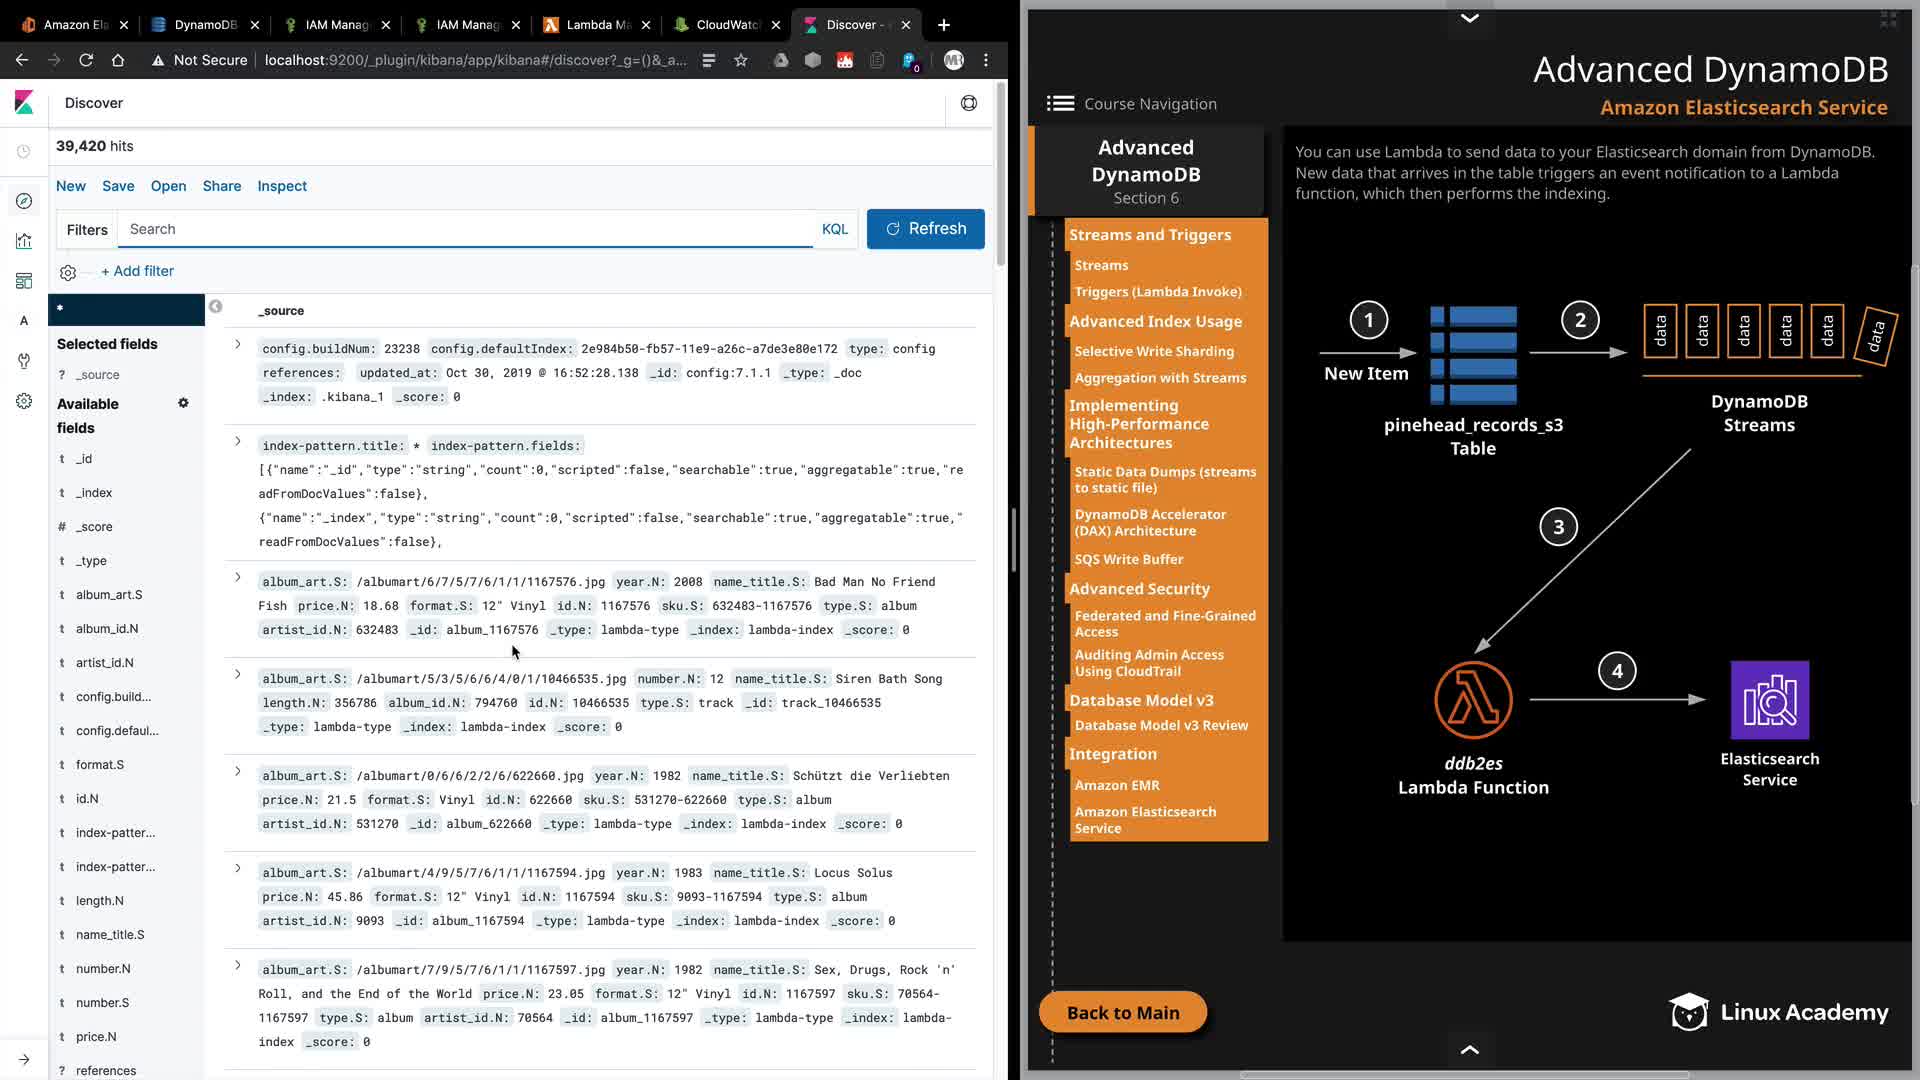 Amazon Ela
DynamoDB
IAM Manag
IAM Manag
Lambda Ma
CloudWatch
Discover -
Not Secure
localhost:9200/_plugin/kibana/app/kibana#/discover?_g=()&_a...
0
MR
Discover
39,420 hits
New Save Open Share Inspect
Filters
Search
KQL
Refresh
+ Add filter
*
Selected fields
? _source
Available
fields
t _id
t _index
# _score
t _type
t album_art.S
t album_id.N
t artist_id.N
t config.build...
t config.defaul...
t format.S
t id.N
t index-patter...
t index-patter...
t length.N
t name_title.S
t number.N
t number.S
t price.N
t references
_source
config.buildNum: 23238 config.defaultIndex: 2e984b50-fb57-11e9-a26c-a7de3e80e172 type: config
references: updated_at: Oct 30, 2019 @ 16:52:28.138 _id: config:7.1.1 _type: _doc
_index: .kibana_1 _score: 0
index-pattern.title: * index-pattern.fields:
[{"name":"_id","type":"string","count":0,"scripted":false,"searchable":true,"aggregatable":true,"re
adFromDocValues":false},
{"name":"_index","type":"string","count":0,"scripted":false,"searchable":true,"aggregatable":true,"
readFromDocValues":false},
album_art.S: /albumart/6/7/5/7/6/1/1/1167576.jpg year.N: 2008 name_title.S: Bad Man No Friend
Fish price.N: 18.68 format.S: 12" Vinyl id.N: 1167576 sku.S: 632483-1167576 type.S: album
artist_id.N: 632483 _id: album_1167576 _type: lambda-type _index: lambda-index _score: 0
album_art.S: /albumart/5/3/5/6/6/4/0/1/10466535.jpg number.N: 12 name_title.S: Siren Bath Song
length.N: 356786 album_id.N: 794760 id.N: 10466535 type.S: track _id: track_10466535
_type: lambda-type _index: lambda-index _score: 0
album_art.S: /albumart/0/6/6/2/2/6/622660.jpg year.N: 1982 name_title.S: Schützt die Verliebten
price.N: 21.5 format.S: Vinyl id.N: 622660 sku.S: 531270-622660 type.S: album
artist_id.N: 531270 _id: album_622660 _type: lambda-type _index: lambda-index _score: 0
album_art.S: /albumart/4/9/5/7/6/1/1/1167594.jpg year.N: 1983 name_title.S: Locus Solus
price.N: 45.86 format.S: 12" Vinyl id.N: 1167594 sku.S: 9093-1167594 type.S: album
artist_id.N: 9093 _id: album_1167594 _type: lambda-type _index: lambda-index _score: 0
album_art.S: /albumart/7/9/5/7/6/1/1/1167597.jpg year.N: 1982 name_title.S: Sex, Drugs, Rock 'n'
Roll, and the End of the World price.N: 23.05 format.S: 12" Vinyl id.N: 1167597 sku.S: 70564-
1167597 type.S: album artist_id.N: 70564 _id: album_1167597 _type: lambda-type _index: lambda-
index _score: 0
Advanced DynamoDB
Amazon Elasticsearch Service
Course Navigation
Advanced
DynamoDB
Section 6
Streams and Triggers
Streams
Triggers (Lambda Invoke)
Advanced Index Usage
Selective Write Sharding
Aggregation with Streams
Implementing
High-Performance
Architectures
Static Data Dumps (streams
to static file)
DynamoDB Accelerator
(DAX) Architecture
SQS Write Buffer
Advanced Security
Federated and Fine-Grained
Access
Auditing Admin Access
Using CloudTrail
Database Model v3
Database Model v3 Review
Integration
Amazon EMR
Amazon Elasticsearch
Service
Back to Main
You can use Lambda to send data to your Elasticsearch domain from DynamoDB.
New data that arrives in the table triggers an event notification to a Lambda
function, which then performs the indexing.
1
New Item
pinehead_records_s3
Table
2
data data data data data data
DynamoDB
Streams
3
ddb2es
Lambda Function
4
Elasticsearch
Service
Linux Academy